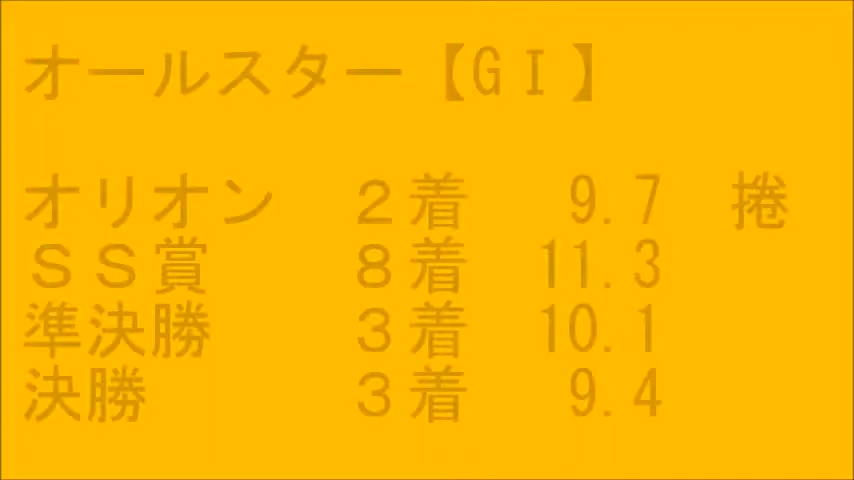 オールスター【GⅠ】
オリオン 2着 9.7 捲
SS賞 8着 11.3
準決勝 3着 10.1
決勝 3着 9.4